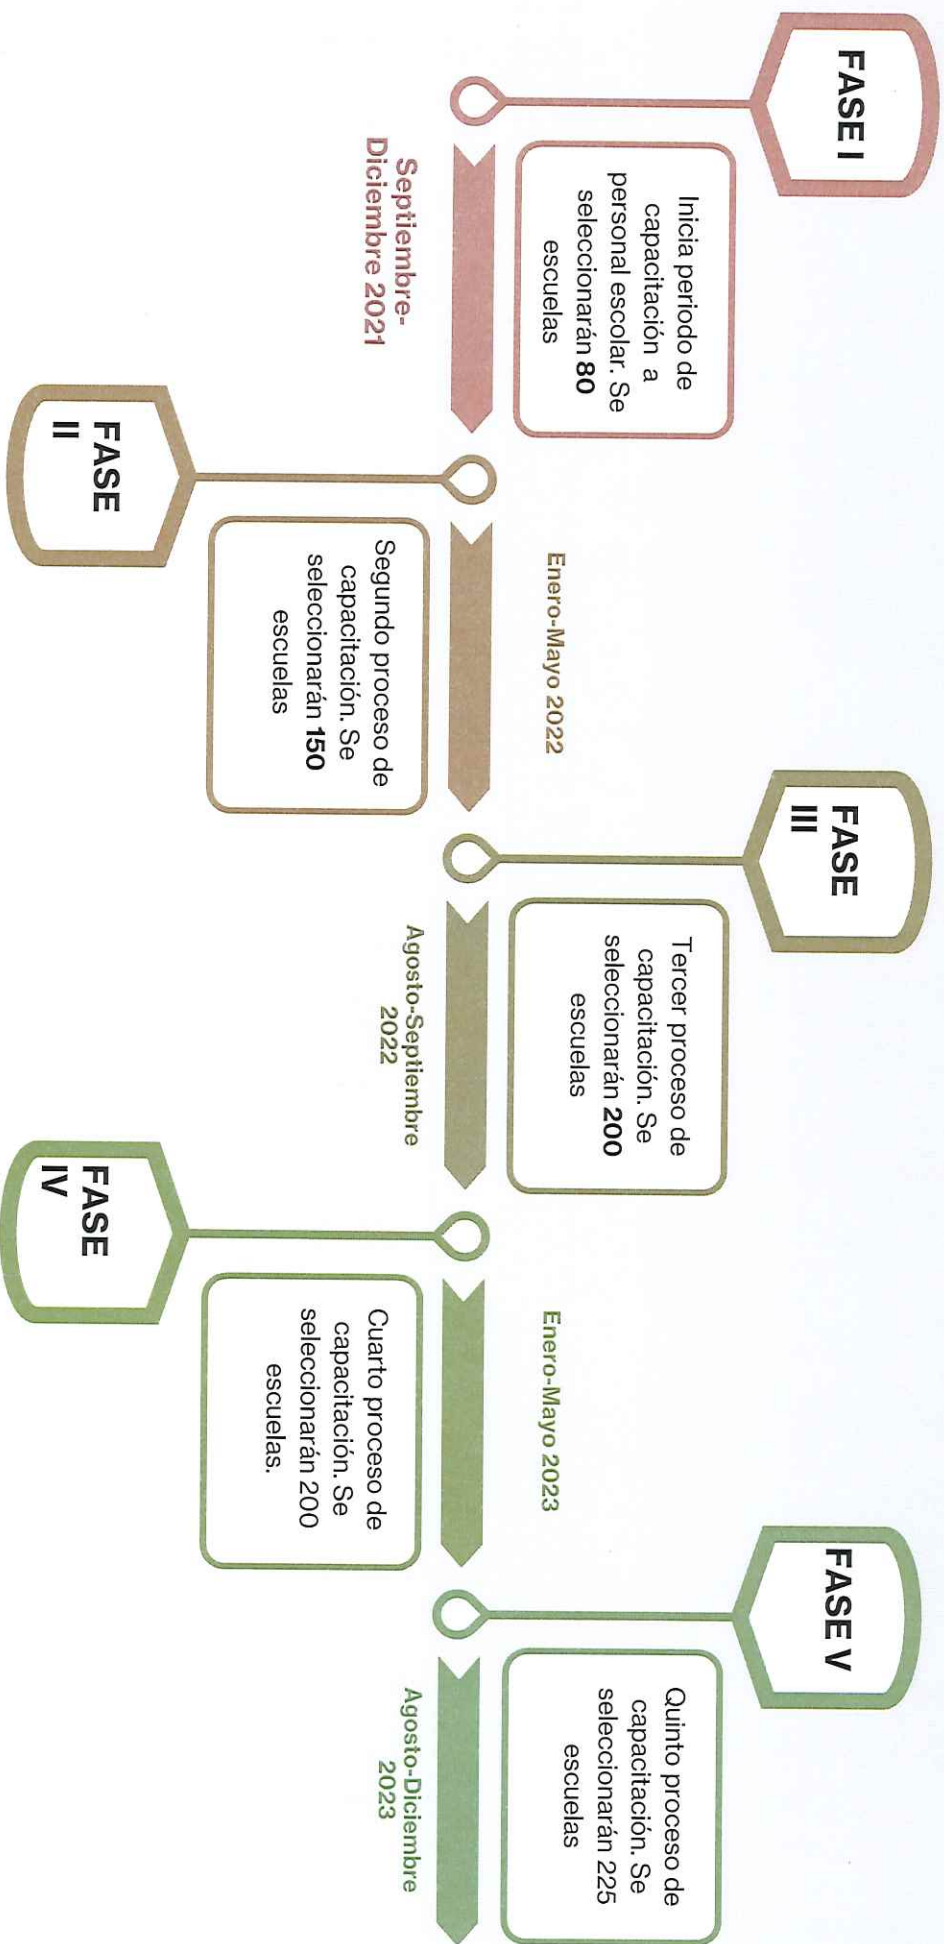 FASE I
Inicia periodo de
capacitación a
personal escolar. Se
seleccionarán 80
escuelas
Septiembre-
Diciembre 2021
FASE
II
Enero-Mayo 2022
Segundo proceso de
capacitación. Se
seleccionarán 150
escuelas
FASE
III
Tercer proceso de
capacitación. Se
seleccionarán 200
escuelas
Agosto-Septiembre
2022
FASE
IV
Enero-Mayo 2023
Cuarto proceso de
capacitación. Se
seleccionarán 200
escuelas.
FASE V
Quinto proceso de
capacitación. Se
seleccionarán 225
escuelas
Agosto-Diciembre
2023